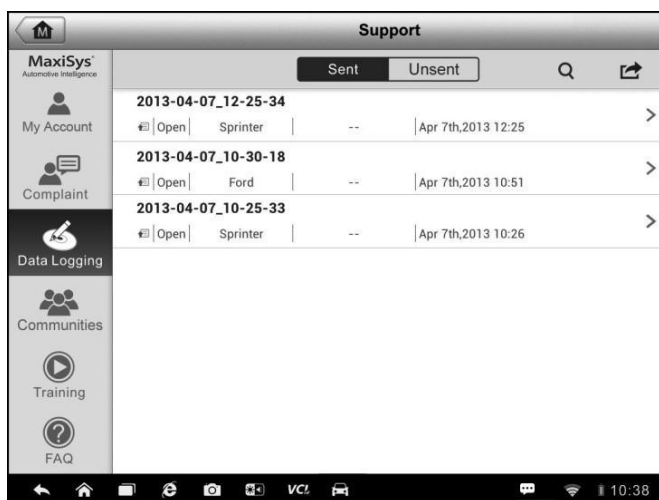 M
Support
MaxiSys
Automotive Intelligence
Sent Unsent
My Account
Complaint
Data Logging
Communities
Training
FAQ
2013-04-07_12-25-34
Open Sprinter -- Apr 7th,2013 12:25
2013-04-07_10-30-18
Open Ford -- Apr 7th,2013 10:51
2013-04-07_10-25-33
Open Sprinter -- Apr 7th,2013 10:26
VCI
10:38